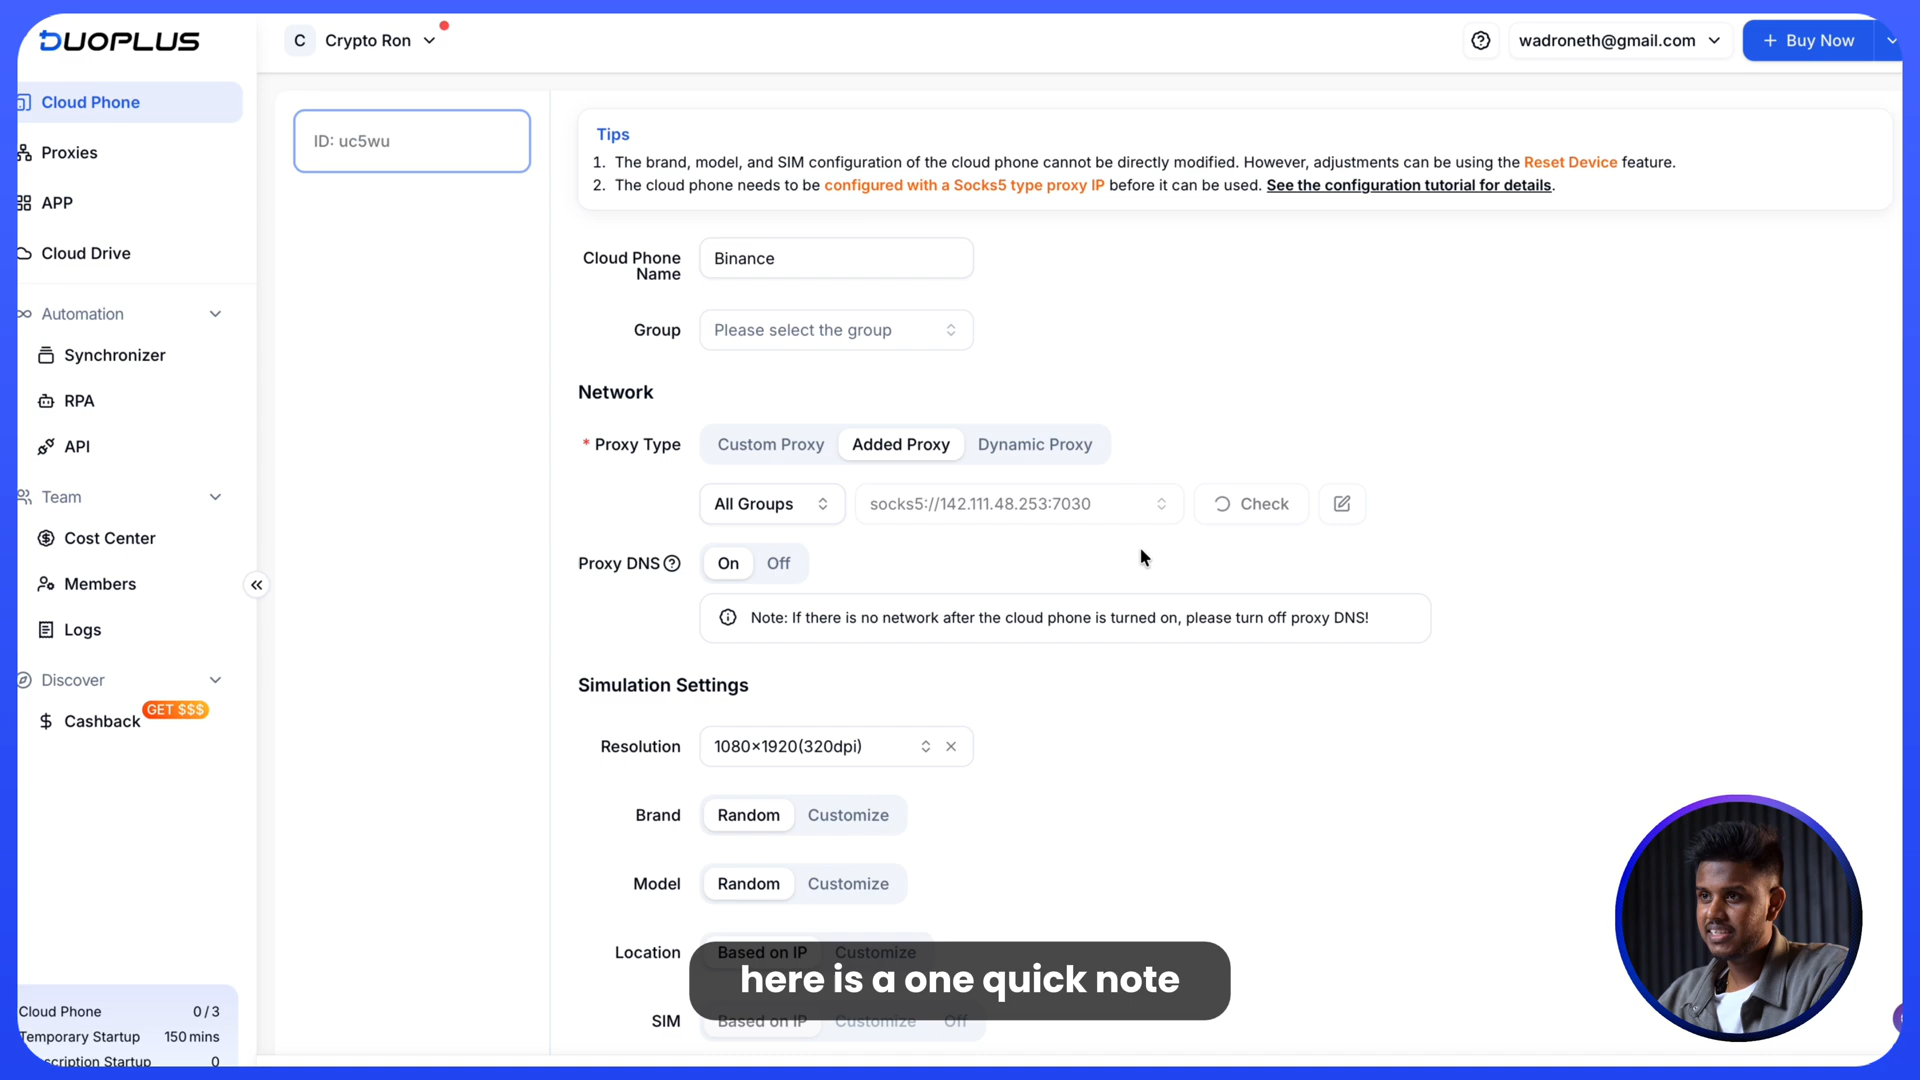 DUOPLUS
C Crypto Ron
wadroneth@gmail.com
+ Buy Now
Cloud Phone
Proxies
APP
Cloud Drive
Automation
Synchronizer
RPA
API
Team
Cost Center
Members
Logs
Discover
Cashback
GET $$$
Cloud Phone 0 / 3
Temporary Startup 150 mins
scription Startup 0
ID: uc5wu
Tips
1. The brand, model, and SIM configuration of the cloud phone cannot be directly modified. However, adjustments can be using the Reset Device feature.
2. The cloud phone needs to be configured with a Socks5 type proxy IP before it can be used. See the configuration tutorial for details.
Cloud Phone
Name
Binance
Group Please select the group
Network
* Proxy Type Custom Proxy Added Proxy Dynamic Proxy
All Groups socks5://142.111.48.253:7030 Check
Proxy DNS On Off
Note: If there is no network after the cloud phone is turned on, please turn off proxy DNS!
Simulation Settings
Resolution 1080×1920(320dpi)
Brand Random Customize
Model Random Customize
Location Based on IP Customize
here is a one quick note
SIM Based on IP Customize Off